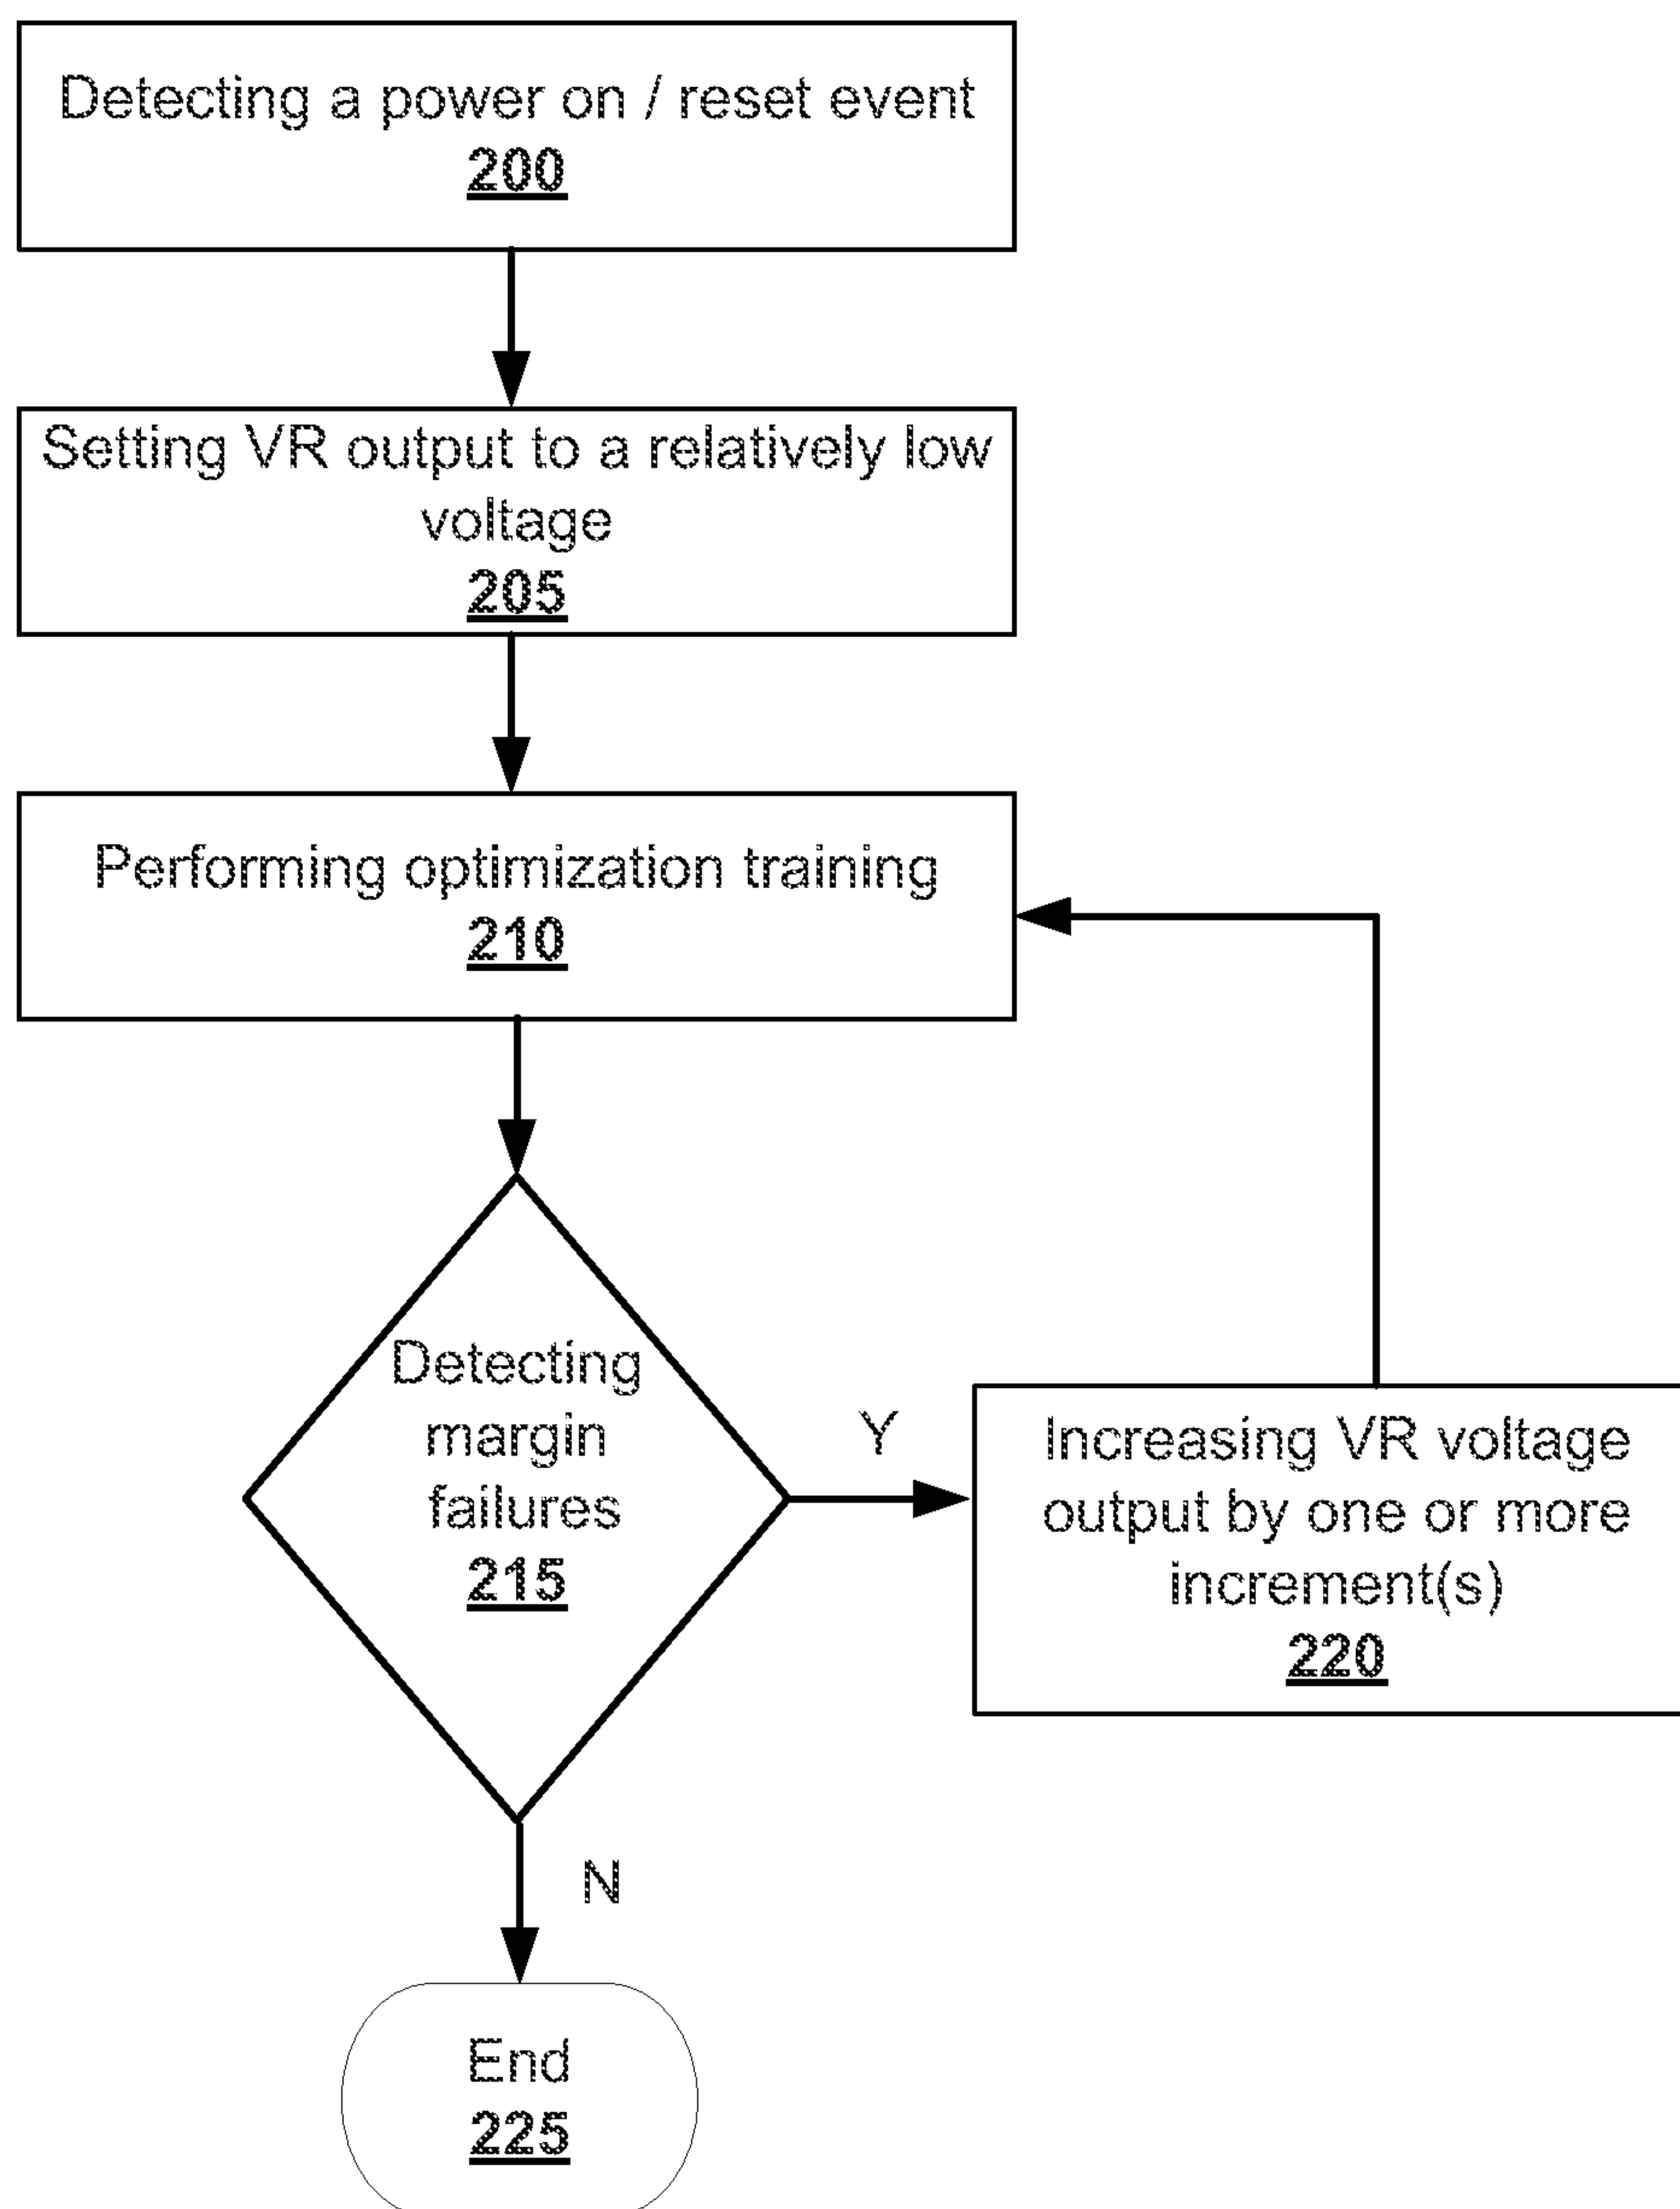 Detecting a power on / reset event
200
Setting VR output to a relatively low
voltage
205
Performing optimization training
210
Detecting
margin
failures
215
Y
Increasing VR voltage
output by one or more
increment(s)
220
N
End
225